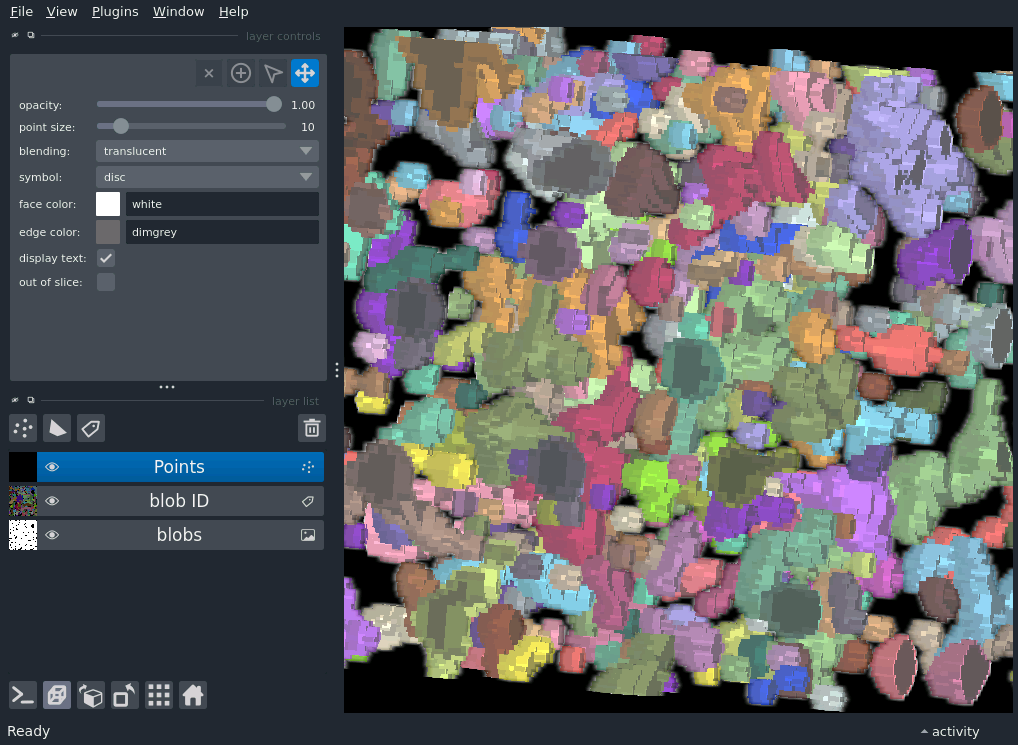 File View Plugins Window Help
layer controls
opacity: 1.00
point size: 10
blending: translucent
symbol: disc
face color: white
edge color: dimgrey
display text:
out of slice:
layer list
Points
blob ID
blobs
Ready
activity